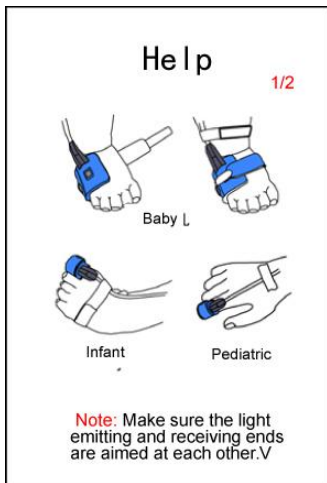 Help
1/2
Baby L
Infant
Pediatric
Note: Make sure the light
emitting and receiving ends
are aimed at each other.V